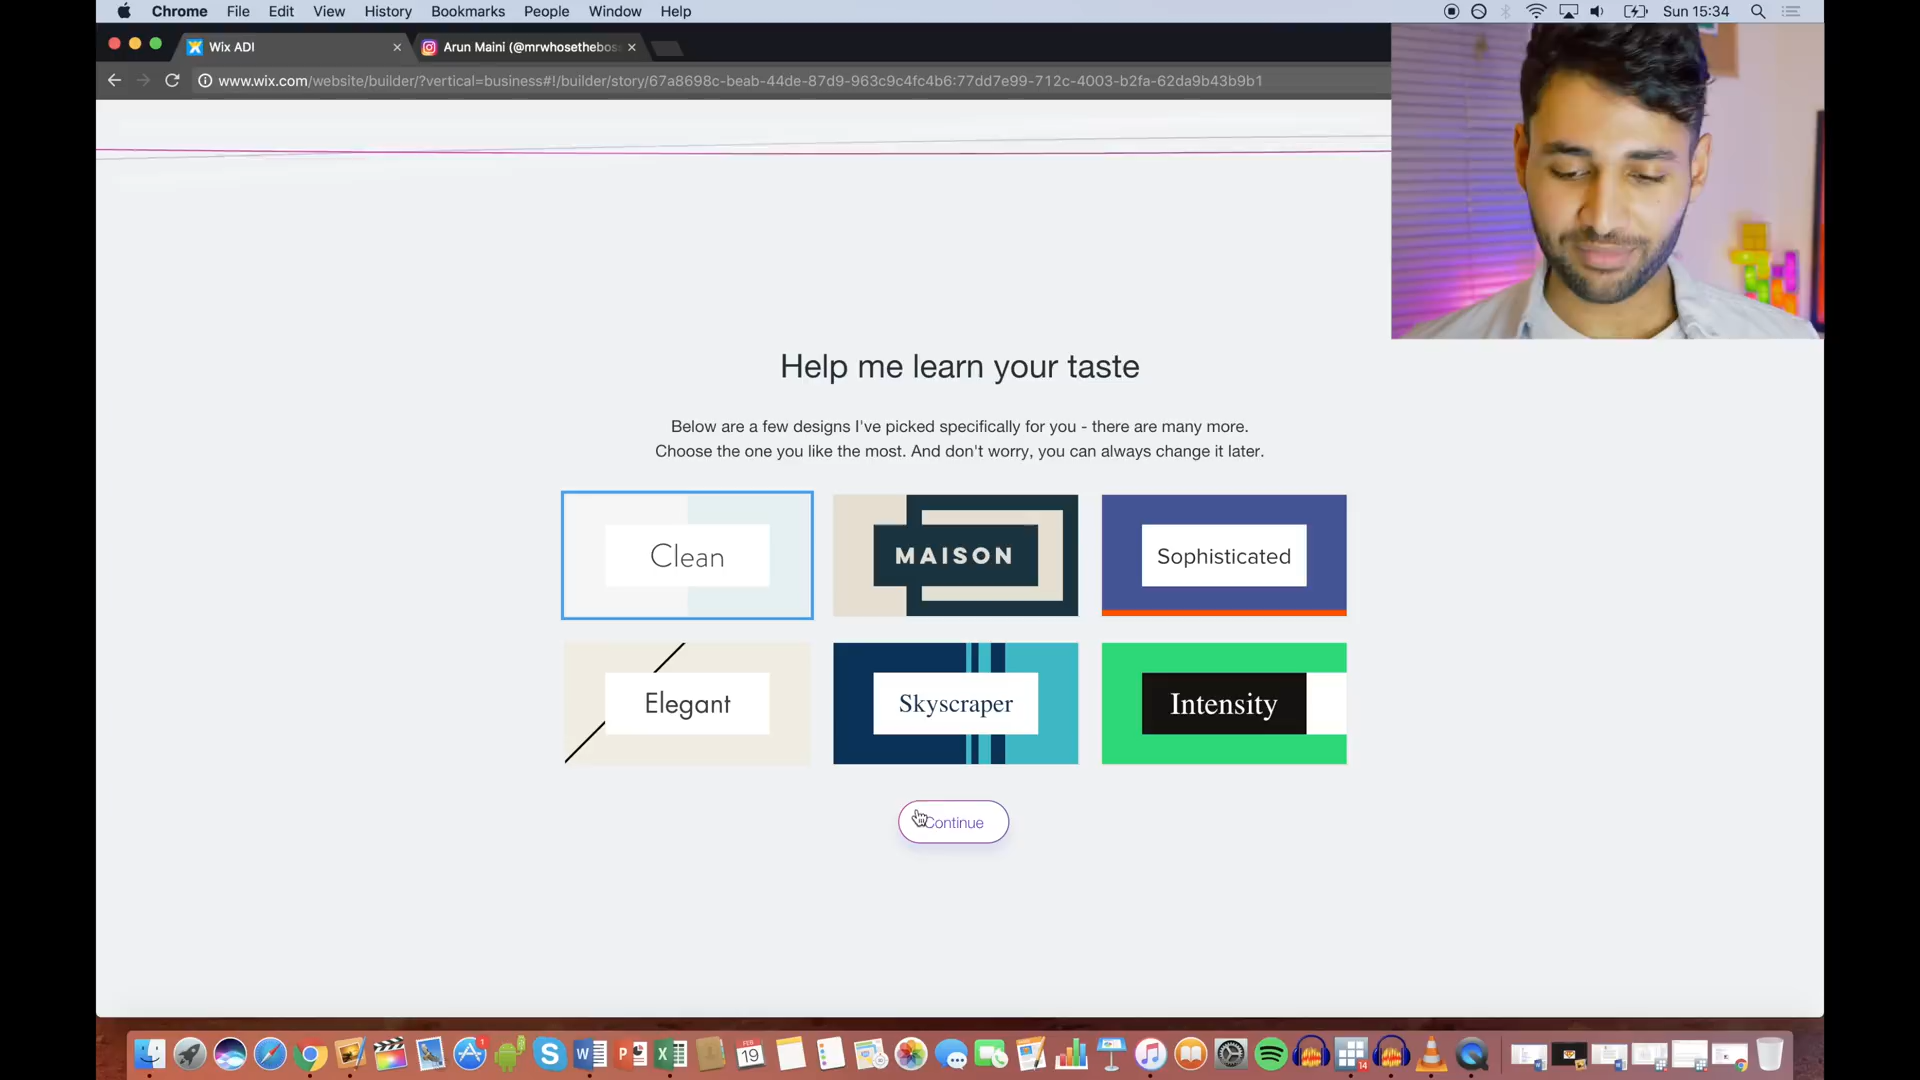 Chrome File Edit View History Bookmarks People Window Help Sun 15:34
Wix ADI Arun Maini (@mrwhosethebos
www.wix.com/website/builder/?vertical=business#!/builder/story/67a8698c-beab-44de-87d9-963c9c4fc4b6:77dd7e99-712c-4003-b2fa-62da9b43b9b1
Help me learn your taste
Below are a few designs I've picked specifically for you - there are many more.
Choose the one you like the most. And don't worry, you can always change it later.
Clean MAISON Sophisticated
Elegant Skyscraper Intensity
Continue
FEB
19
1
14